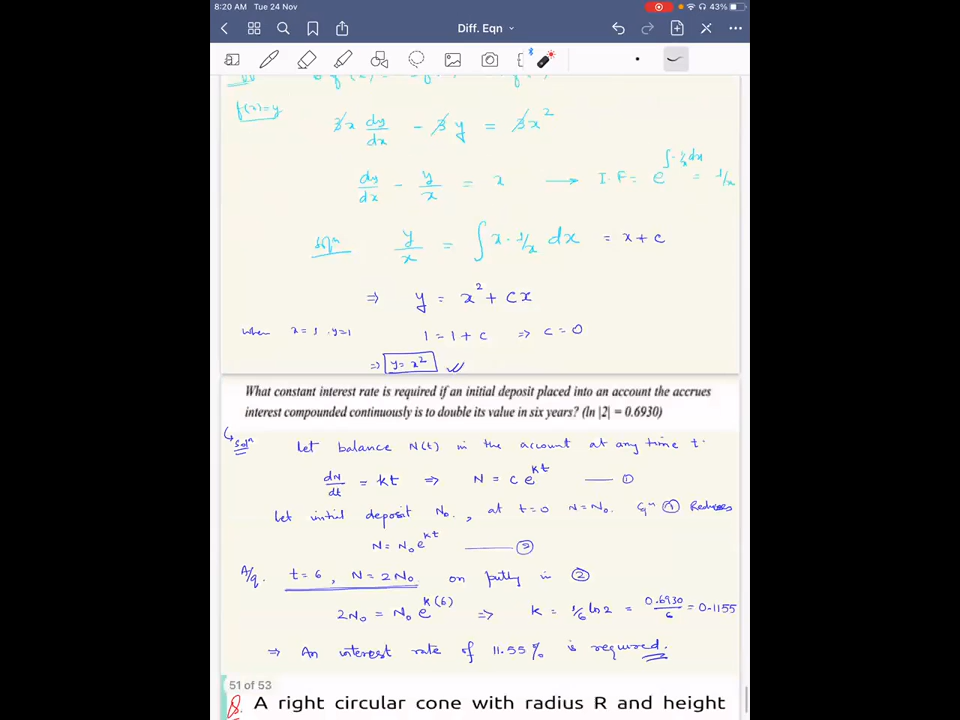 8:20 AM Tue 24 Nov 43%
Diff. Eqn
f(x)=y
3x dy/dx - 3y = 3x²
dy/dx - y/x = x → I.F = e^∫-1/x dx = 1/x
Solⁿ y/x = ∫ x · 1/x dx = x + c
⇒ y = x² + cx
When x = 1, y=1 1 = 1 + c ⇒ c = 0
⇒ y = x²
What constant interest rate is required if an initial deposit placed into an account the accrues
interest compounded continuously is to double its value in six years? (ln |2| = 0.6930)
Solⁿ Let balance N(t) in the account at any time t.
dN/dt = kt ⇒ N = c e^kt —— ①
Let initial deposit N₀, at t=0 N=N₀. Eqⁿ ① Reduces
N = N₀ e^kt —— ②
A/q. t=6, N = 2N₀ on putting in ②
2N₀ = N₀ e^k(6) ⇒ k = 1/6 ln 2 = 0.6930/6 = 0.1155
⇒ An interest rate of 11.55% is required.
51 of 53
A right circular cone with radius R and height